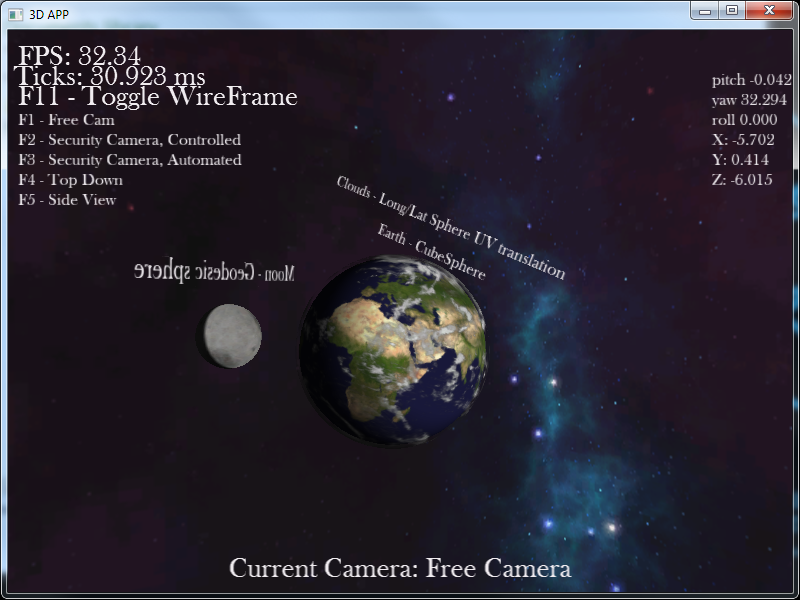 3D APP
FPS: 32.34
Ticks: 30.923 ms
F11 - Toggle WireFrame
F1 - Free Cam
F2 - Security Camera, Controlled
F3 - Security Camera, Automated
F4 - Top Down
F5 - Side View
pitch -0.042
yaw 32.294
roll 0.000
X: -5.702
Y: 0.414
Z: -6.015
Clouds - Long/Lat Sphere UV translation
Earth - CubeSphere
Moon - Geodesic sphere
Current Camera: Free Camera